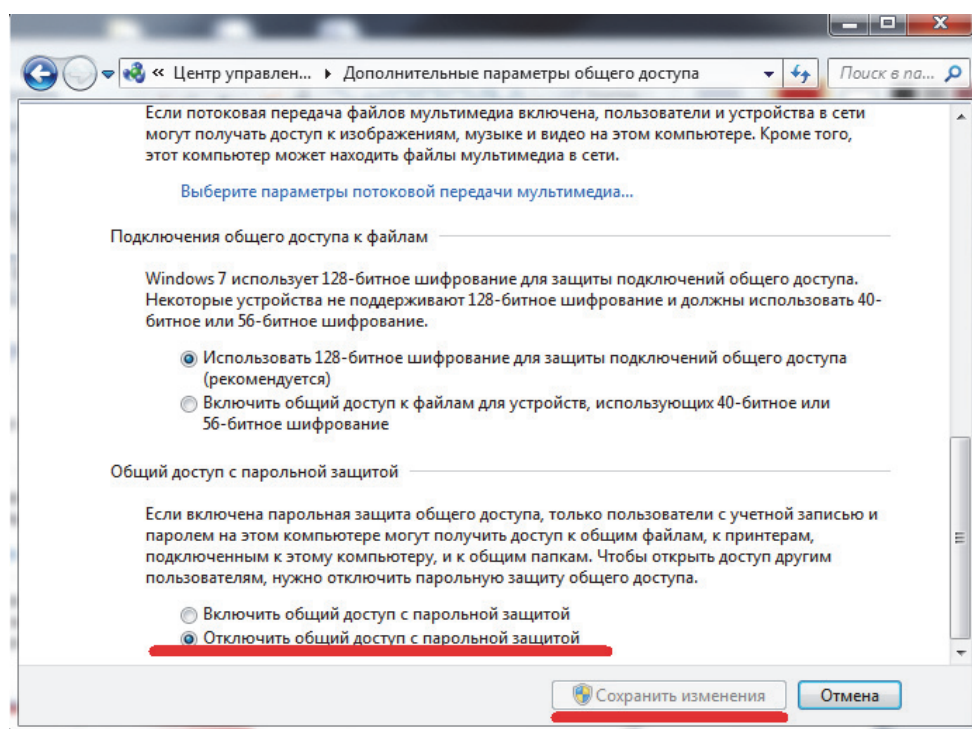 « Центр управлен... ▸ Дополнительные параметры общего доступа
Поиск в па...
Если потоковая передача файлов мультимедиа включена, пользователи и устройства в сети
могут получать доступ к изображениям, музыке и видео на этом компьютере. Кроме того,
этот компьютер может находить файлы мультимедиа в сети.
Выберите параметры потоковой передачи мультимедиа...
Подключения общего доступа к файлам
Windows 7 использует 128-битное шифрование для защиты подключений общего доступа.
Некоторые устройства не поддерживают 128-битное шифрование и должны использовать 40-
битное или 56-битное шифрование.
Использовать 128-битное шифрование для защиты подключений общего доступа
(рекомендуется)
Включить общий доступ к файлам для устройств, использующих 40-битное или
56-битное шифрование
Общий доступ с парольной защитой
Если включена парольная защита общего доступа, только пользователи с учетной записью и
паролем на этом компьютере могут получить доступ к общим файлам, к принтерам,
подключенным к этому компьютеру, и к общим папкам. Чтобы открыть доступ другим
пользователям, нужно отключить парольную защиту общего доступа.
Включить общий доступ с парольной защитой
Отключить общий доступ с парольной защитой
Сохранить изменения
Отмена